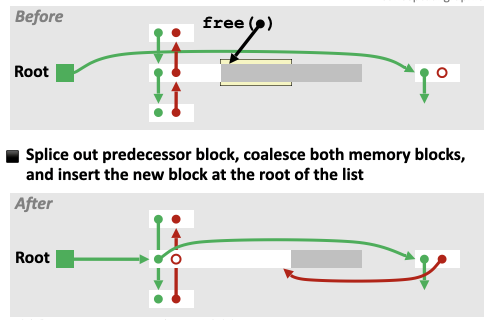 Before
free( )
Root
Splice out predecessor block, coalesce both memory blocks,
and insert the new block at the root of the list
After
Root